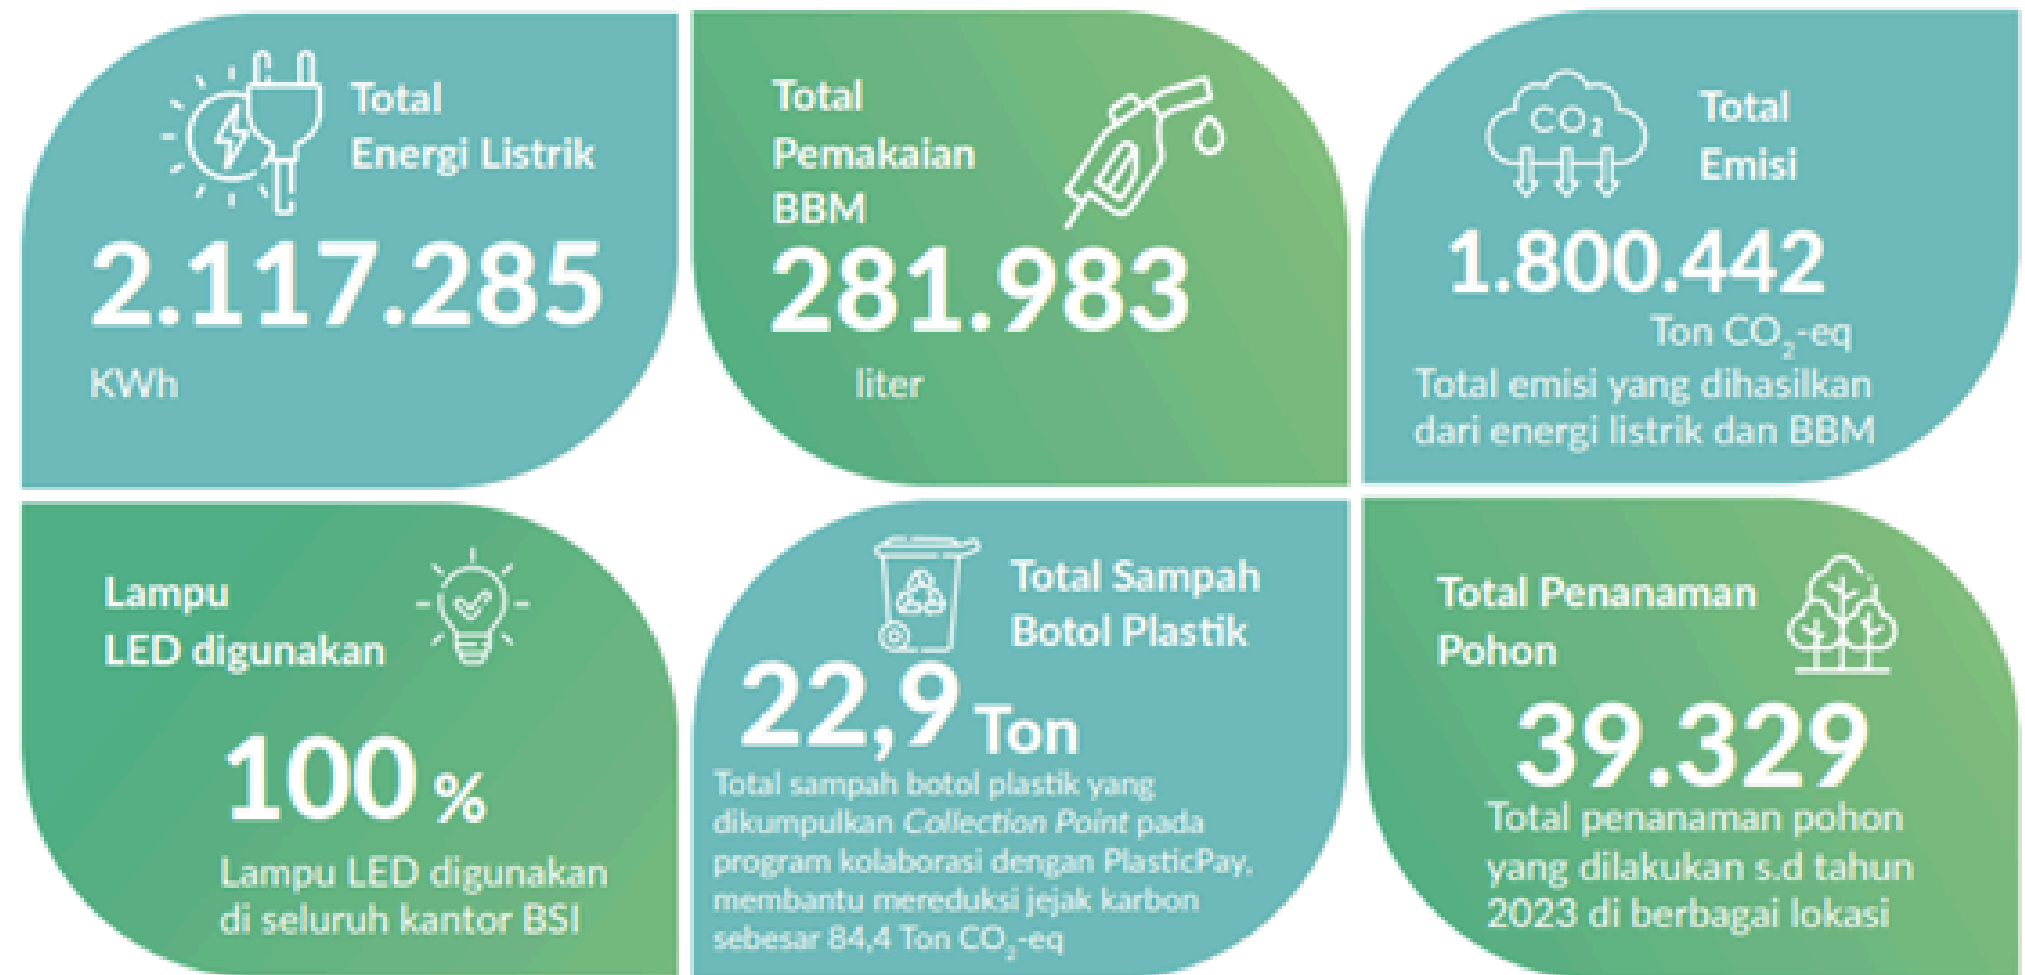 Total
Energi Listrik
2.117.285
KWh
Total
Pemakaian
BBM
281.983
liter
CO₂
Total
Emisi
1.800.442
Ton CO₂-eq
Total emisi yang dihasilkan
dari energi listrik dan BBM
Lampu
LED digunakan
100 %
Lampu LED digunakan
di seluruh kantor BSI
Total Sampah
Botol Plastik
22,9 Ton
Total sampah botol plastik yang
dikumpulkan Collection Point pada
program kolaborasi dengan PlasticPay,
membantu mereduksi jejak karbon
sebesar 84,4 Ton CO₂-eq
Total Penanaman
Pohon
39.329
Total penanaman pohon
yang dilakukan s.d tahun
2023 di berbagai lokasi